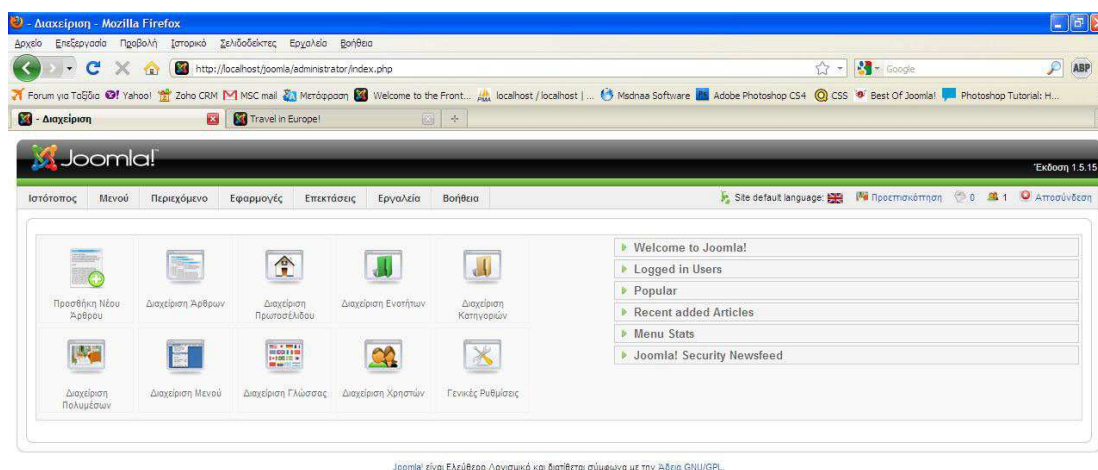 - Διαχείριση - Mozilla Firefox
Αρχείο Επεξεργασία Προβολή Ιστορικό Σελιδοδείκτες Εργαλεία Βοήθεια
http://localhost/joomla/administrator/index.php
Google
ABP
Forum για Ταξίδια Yahoo! Zoho CRM MSC mail Μετάφραση Welcome to the Front... localhost / localhost | ... Msdnaa Software Adobe Photoshop CS4 CSS Best Of Joomla! Photoshop Tutorial: H...
- Διαχείριση
Travel in Europe!
Joomla!
Έκδοση 1.5.15
Ιστότοπος Μενού Περιεχόμενο Εφαρμογές Επεκτάσεις Εργαλεία Βοήθεια
Site default language: Προεπισκόπηση 0 1 Αποσύνδεση
Προσθήκη Νέου
Άρθρου
Διαχείριση Άρθρων
Διαχείριση
Πρωτοσέλιδου
Διαχείριση Ενοτήτων
Διαχείριση
Κατηγοριών
Διαχείριση
Πολυμέσων
Διαχείριση Μενού
Διαχείριση Γλώσσας
Διαχείριση Χρηστών
Γενικές Ρυθμίσεις
Welcome to Joomla!
Logged in Users
Popular
Recent added Articles
Menu Stats
Joomla! Security Newsfeed
Joomla! είναι Ελεύθερο Λογισμικό και διατίθεται σύμφωνα με την Άδεια GNU/GPL.